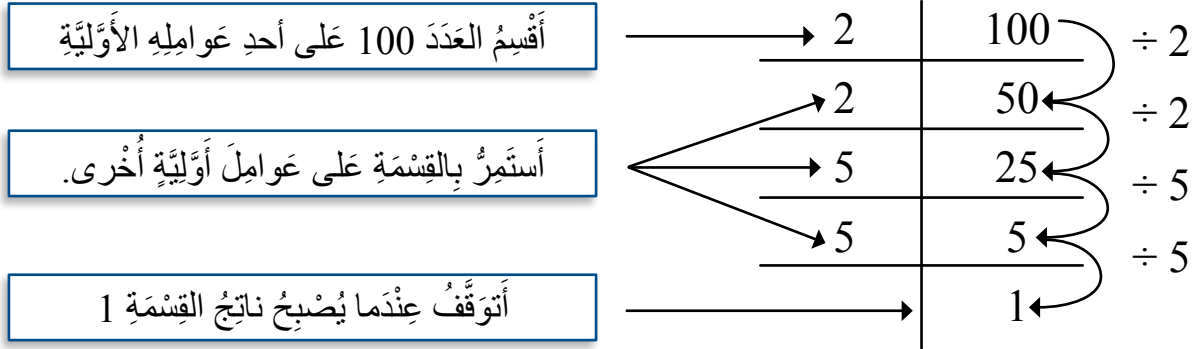 أَقْسِمُ العَدَدَ 100 عَلى أحدِ عَوامِلِهِ الأَوَّليَّةِ
2 100 ÷ 2
2 50 ÷ 2
أَستَمِرُّ بِالقِسْمَةِ عَلى عَوامِلَ أَوَّلِيَّةٍ أُخْرى.
5 25 ÷ 5
5 5 ÷ 5
أَتوَقَّفُ عِنْدَما يُصْبِحُ ناتِجُ القِسْمَةِ 1
1